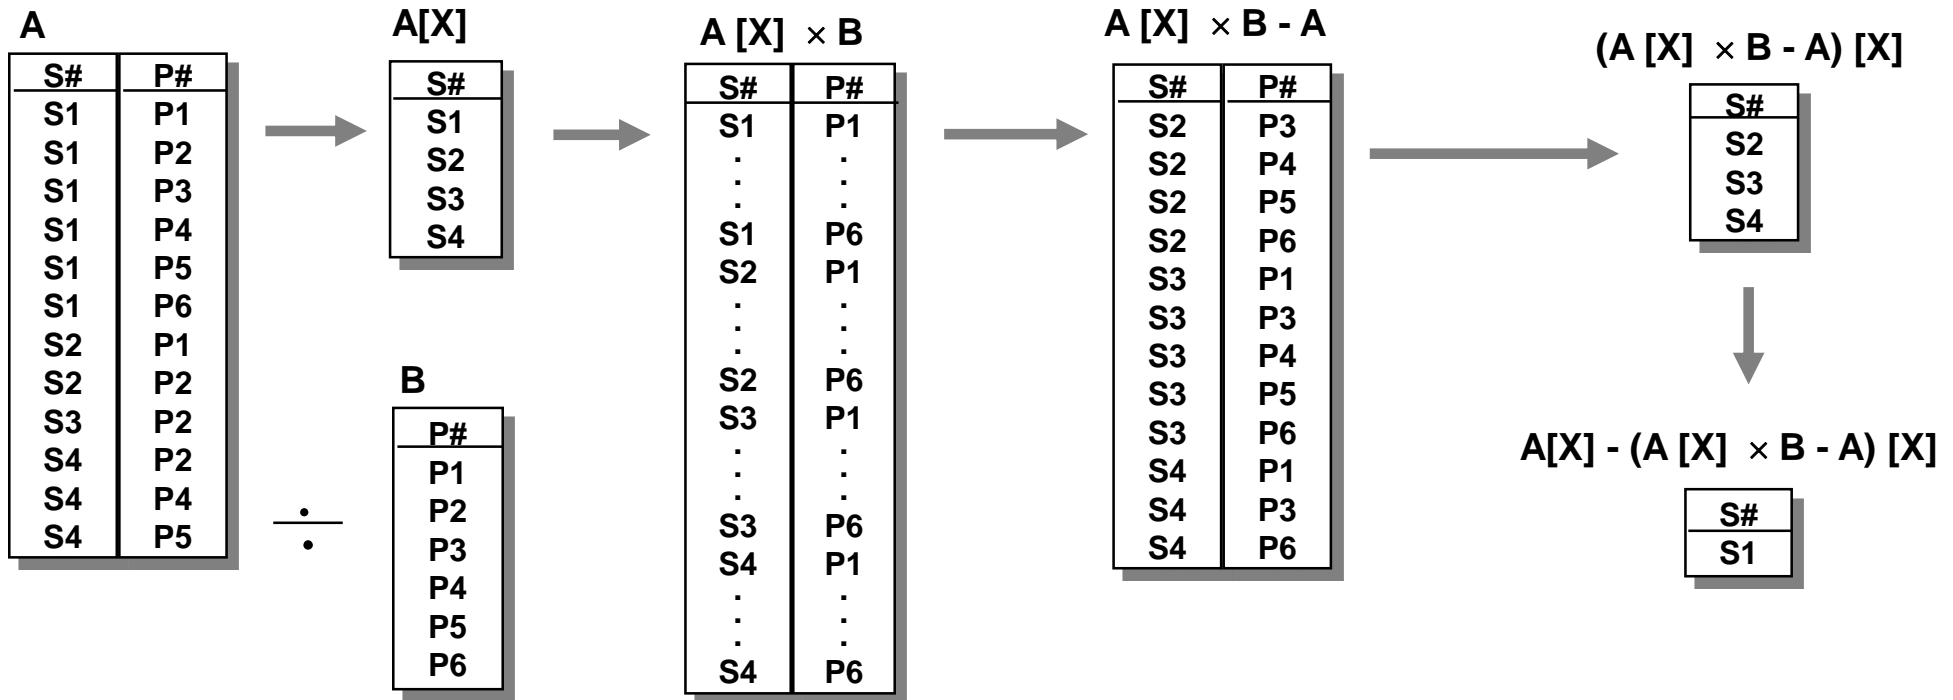 A
S# P#
S1 P1
S1 P2
S1 P3
S1 P4
S1 P5
S1 P6
S2 P1
S2 P2
S3 P2
S4 P2
S4 P4
S4 P5
÷
A[X]
S#
S1
S2
S3
S4
B
P#
P1
P2
P3
P4
P5
P6
A [X] × B
S# P#
S1 P1
. .
. .
. .
S1 P6
S2 P1
. .
. .
. .
S2 P6
S3 P1
. .
. .
. .
S3 P6
S4 P1
. .
. .
. .
S4 P6
A [X] × B - A
S# P#
S2 P3
S2 P4
S2 P5
S2 P6
S3 P1
S3 P3
S3 P4
S3 P5
S3 P6
S4 P1
S4 P3
S4 P6
(A [X] × B - A) [X]
S#
S2
S3
S4
A[X] - (A [X] × B - A) [X]
S#
S1